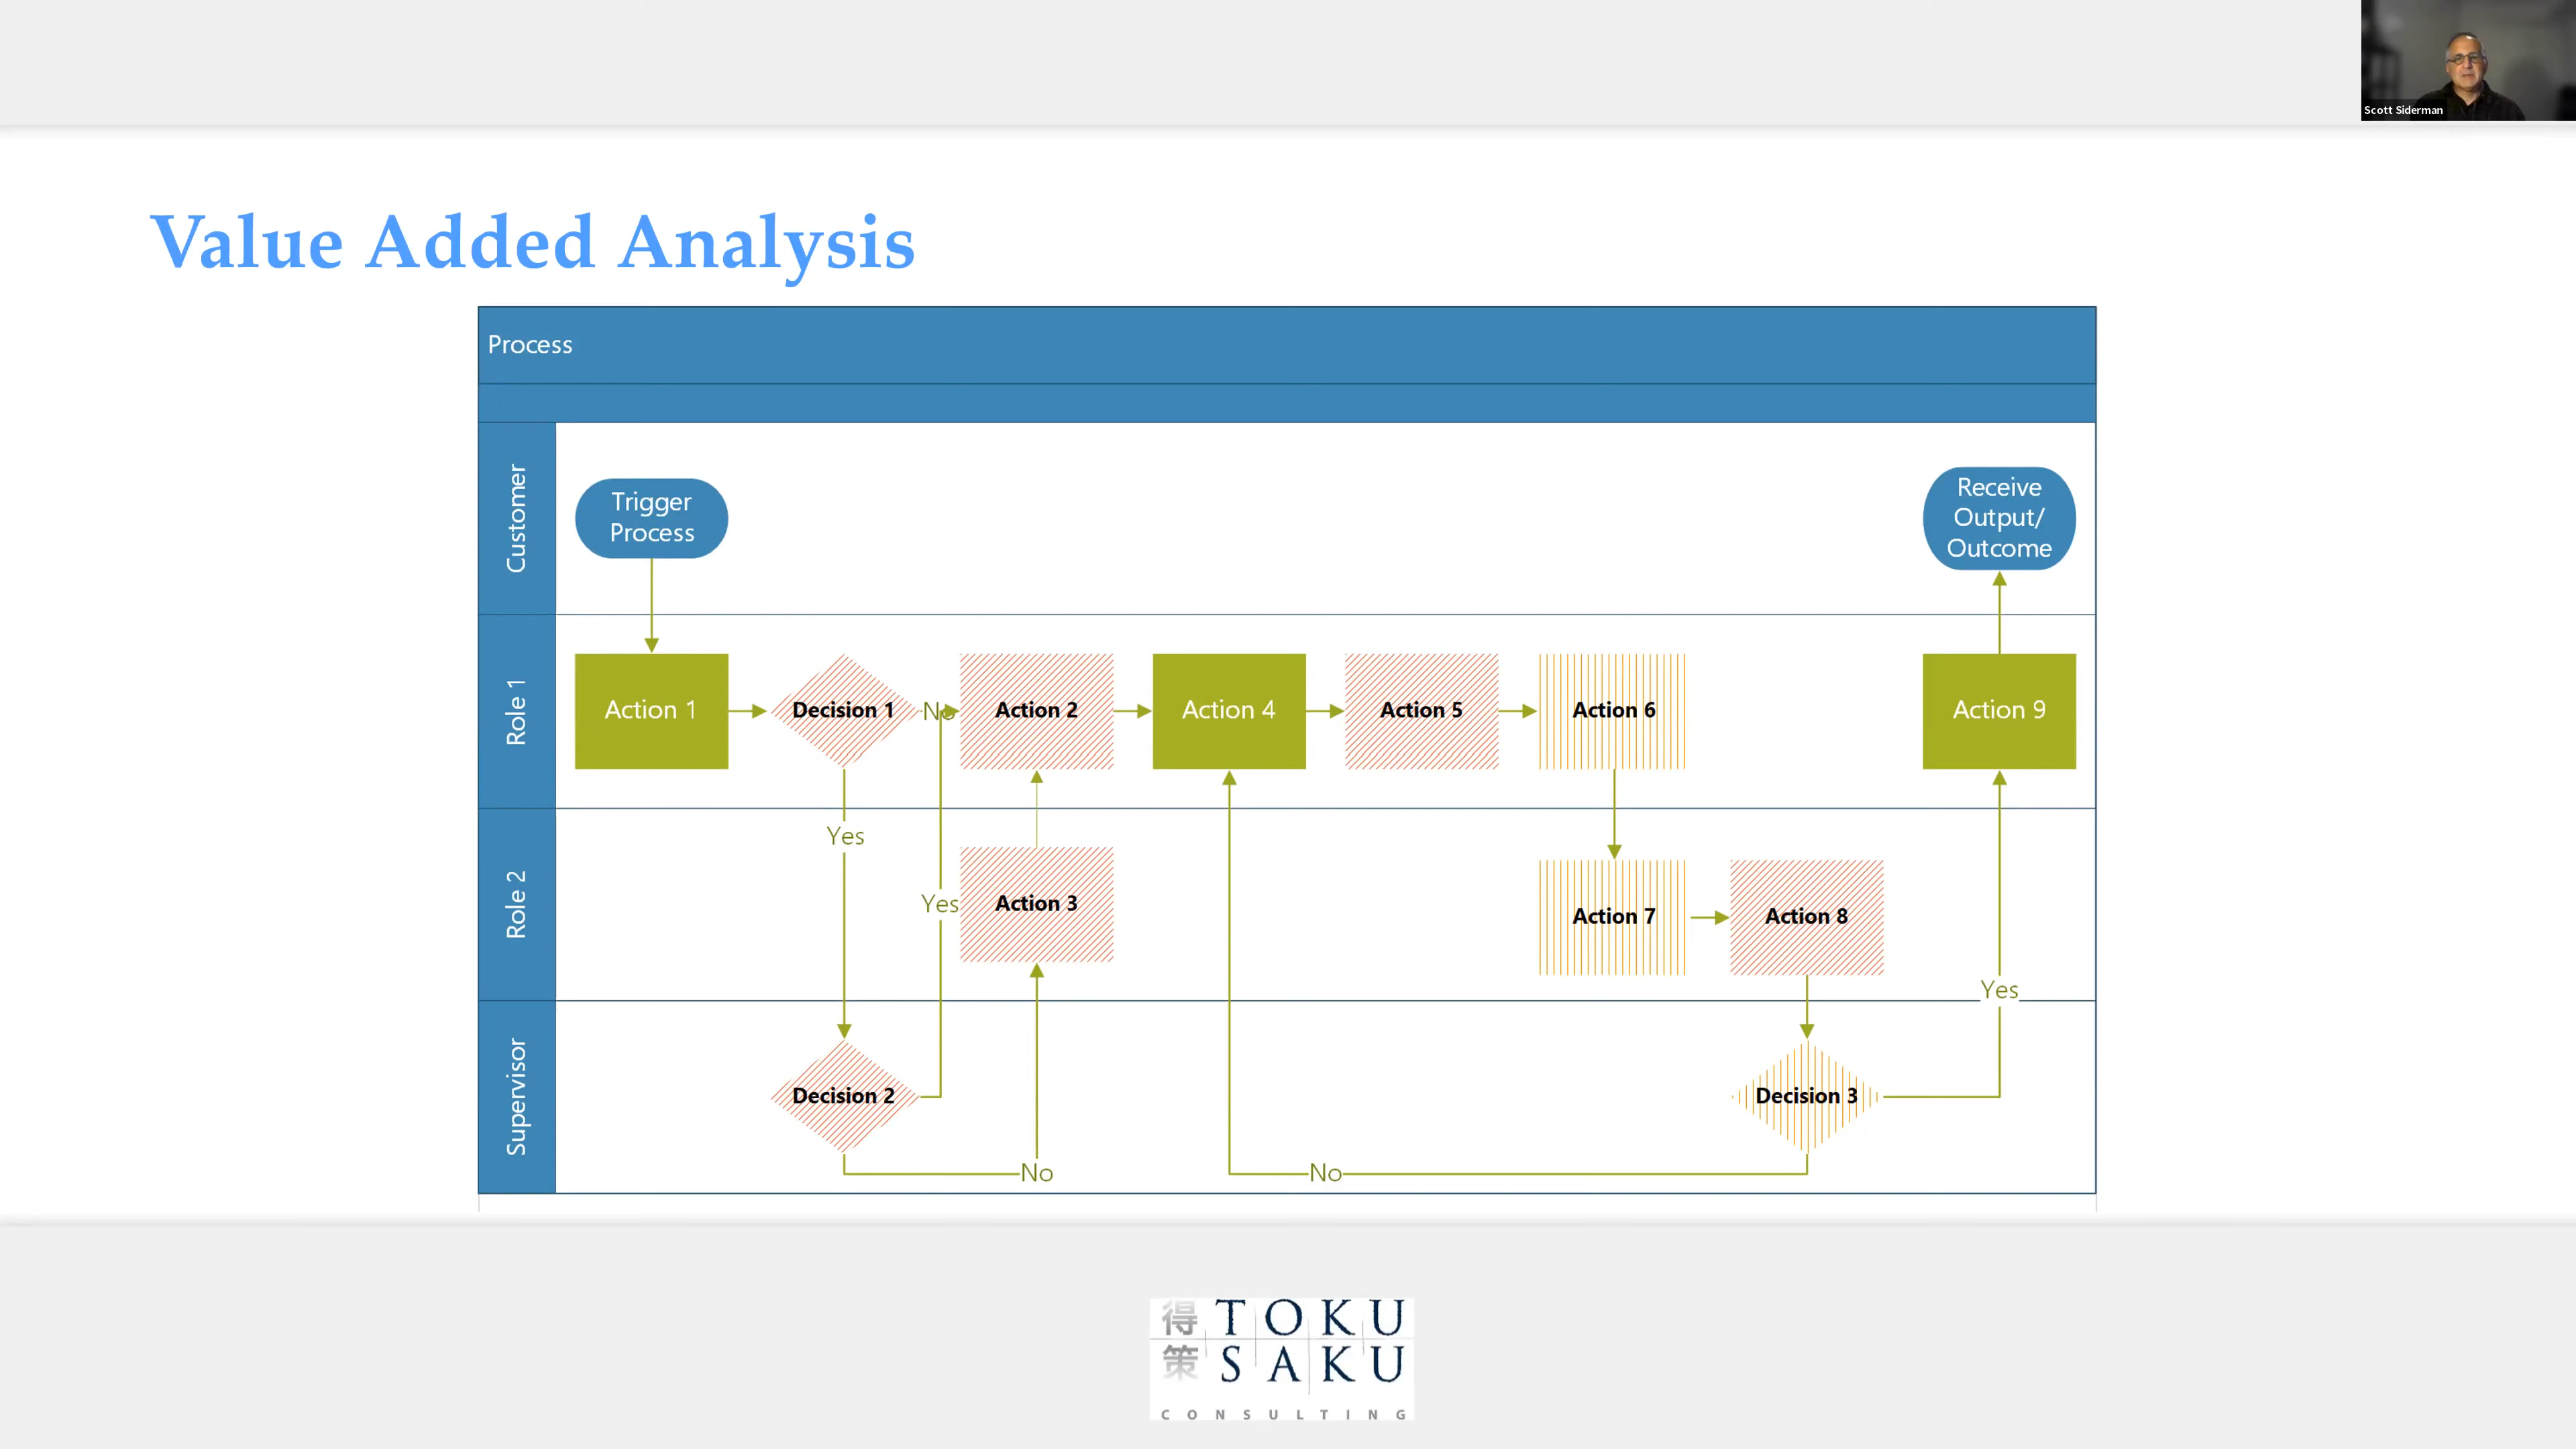 Scott Siderman
Value Added Analysis
Process
Customer
Trigger
Process
Receive
Output/
Outcome
Role 1
Action 1
Decision 1
No
Action 2
Action 4
Action 5
Action 6
Action 9
Yes
Role 2
Yes
Action 3
Action 7
Action 8
Yes
Supervisor
Decision 2
Decision 3
No
No
得 TOKU
策 SAKU
CONSULTING